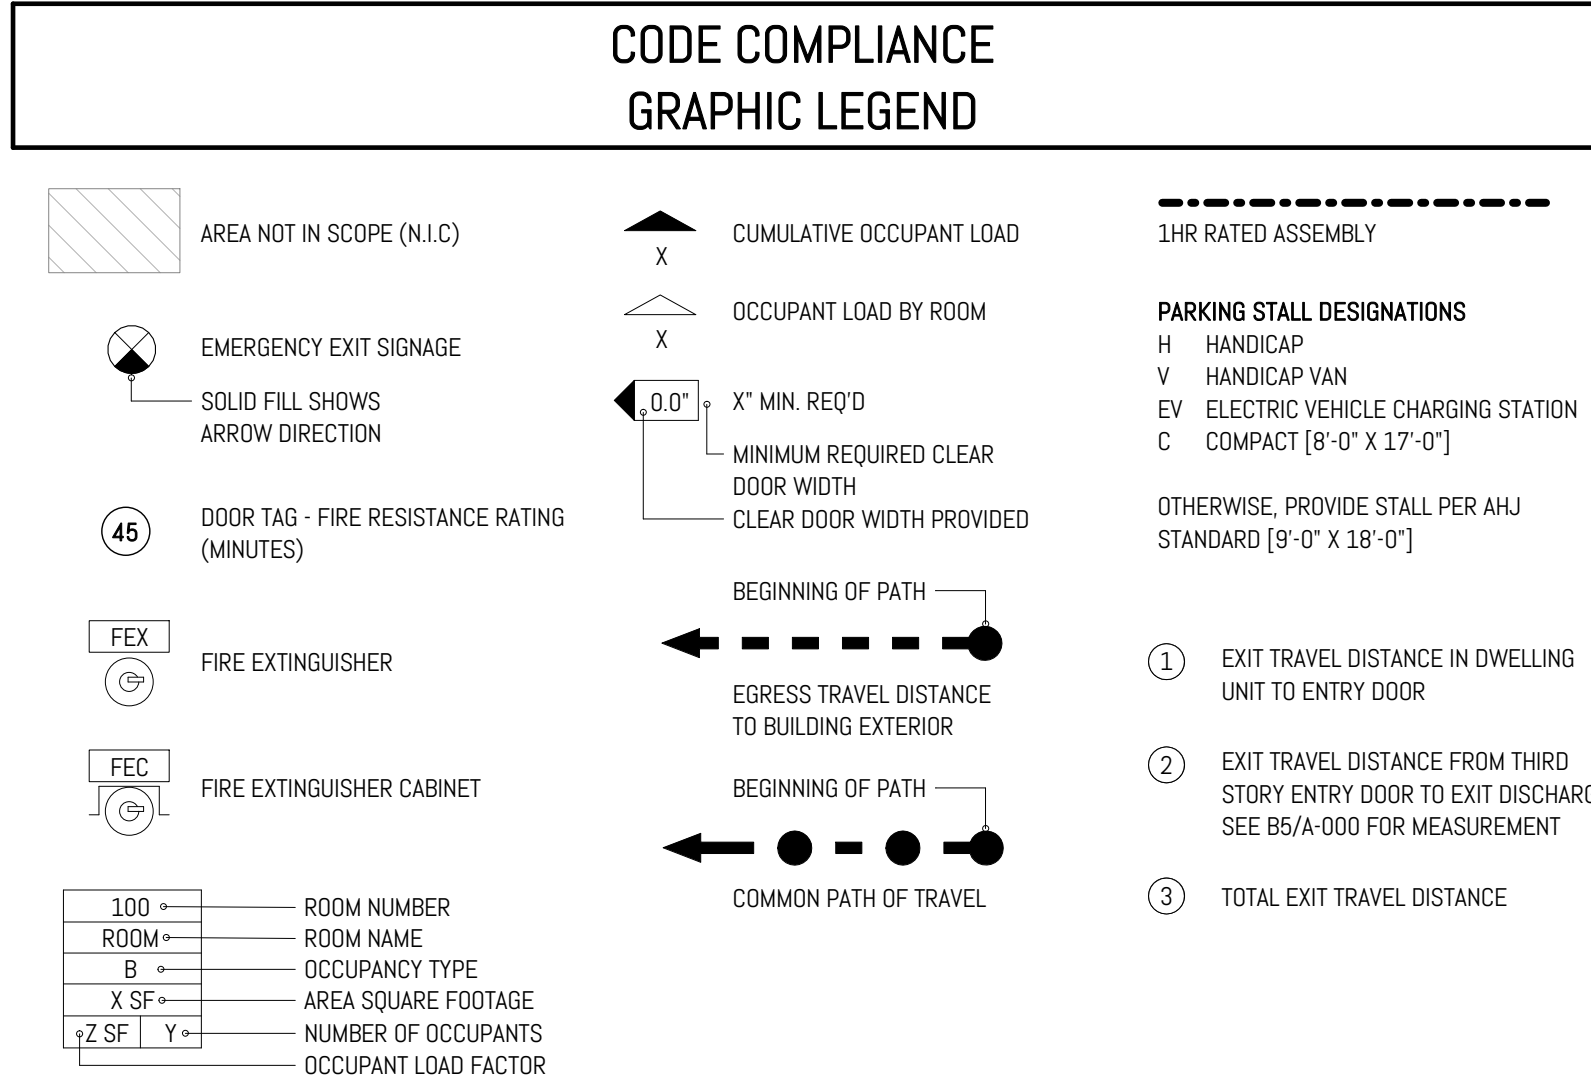 CODE COMPLIANCE
GRAPHIC LEGEND
AREA NOT IN SCOPE (N.I.C)
EMERGENCY EXIT SIGNAGE
SOLID FILL SHOWS
ARROW DIRECTION
45
DOOR TAG - FIRE RESISTANCE RATING
(MINUTES)
FEX
FIRE EXTINGUISHER
FEC
FIRE EXTINGUISHER CABINET
100
ROOM NUMBER
ROOM
ROOM NAME
B
OCCUPANCY TYPE
X SF
AREA SQUARE FOOTAGE
Z SF
Y
NUMBER OF OCCUPANTS
OCCUPANT LOAD FACTOR
X
CUMULATIVE OCCUPANT LOAD
X
OCCUPANT LOAD BY ROOM
0.0"
X" MIN. REQ'D
MINIMUM REQUIRED CLEAR
DOOR WIDTH
CLEAR DOOR WIDTH PROVIDED
BEGINNING OF PATH
EGRESS TRAVEL DISTANCE
TO BUILDING EXTERIOR
BEGINNING OF PATH
COMMON PATH OF TRAVEL
1HR RATED ASSEMBLY
PARKING STALL DESIGNATIONS
H HANDICAP
V HANDICAP VAN
EV ELECTRIC VEHICLE CHARGING STATION
C COMPACT [8'-0" X 17'-0"]
OTHERWISE, PROVIDE STALL PER AHJ
STANDARD [9'-0" X 18'-0"]
1 EXIT TRAVEL DISTANCE IN DWELLING
UNIT TO ENTRY DOOR
2 EXIT TRAVEL DISTANCE FROM THIRD
STORY ENTRY DOOR TO EXIT
SEE B5/A-000 FOR MEASUREMENT
3 TOTAL EXIT TRAVEL DISTANCE